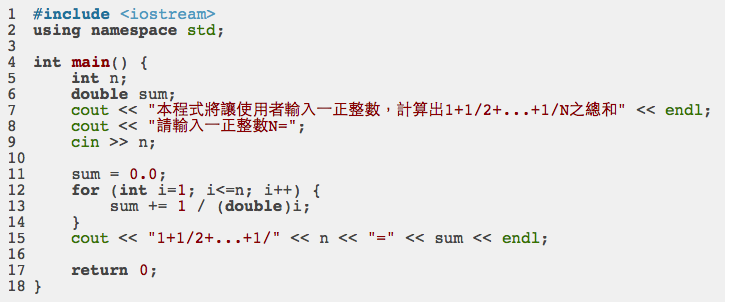 1 #include <iostream>
2 using namespace std;
3
4 int main() {
5     int n;
6     double sum;
7     cout << "本程式將讓使用者輸入一正整數，計算出1+1/2+...+1/N之總和" << endl;
8     cout << "請輸入一正整數N=";
9     cin >> n;
10
11     sum = 0.0;
12     for (int i=1; i<=n; i++) {
13         sum += 1 / (double)i;
14     }
15     cout << "1+1/2+...+1/" << n << "=" << sum << endl;
16
17     return 0;
18 }